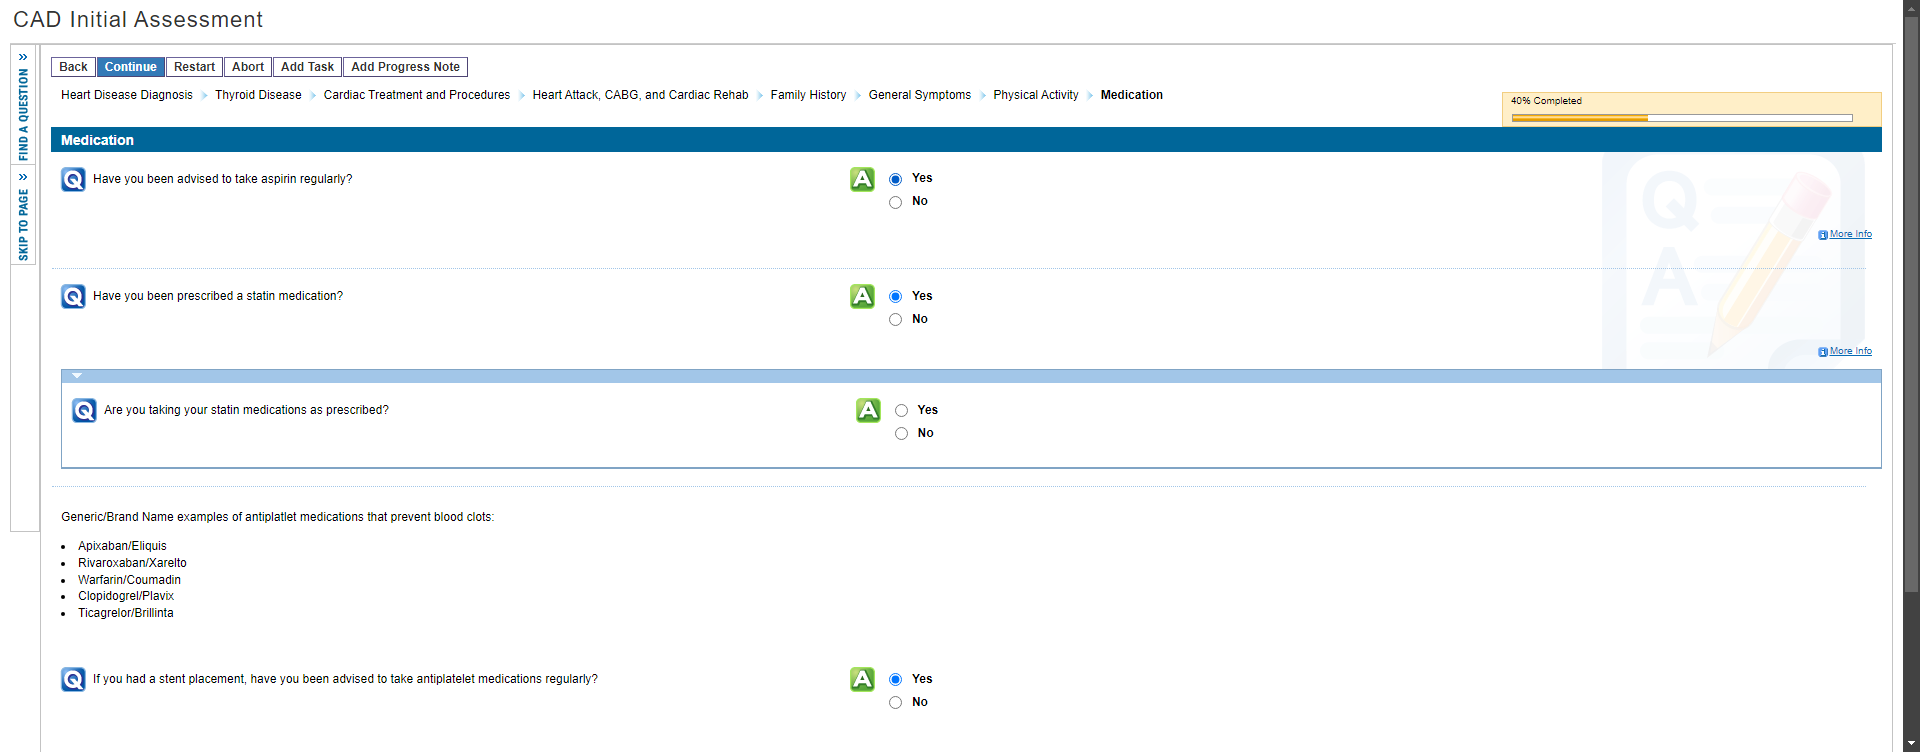 CAD Initial Assessment
FIND A QUESTION
SKIP TO PAGE
Back Continue Restart Abort Add Task Add Progress Note
Heart Disease Diagnosis Thyroid Disease Cardiac Treatment and Procedures Heart Attack, CABG, and Cardiac Rehab Family History General Symptoms Physical Activity Medication
40% Completed
Medication
Q Have you been advised to take aspirin regularly? A Yes
No
More Info
Q Have you been prescribed a statin medication? A Yes
No
More Info
Q Are you taking your statin medications as prescribed? A Yes
No
Generic/Brand Name examples of antiplatlet medications that prevent blood clots:
Apixaban/Eliquis
Rivaroxaban/Xarelto
Warfarin/Coumadin
Clopidogrel/Plavix
Ticagrelor/Brillinta
Q If you had a stent placement, have you been advised to take antiplatelet medications regularly? A Yes
No